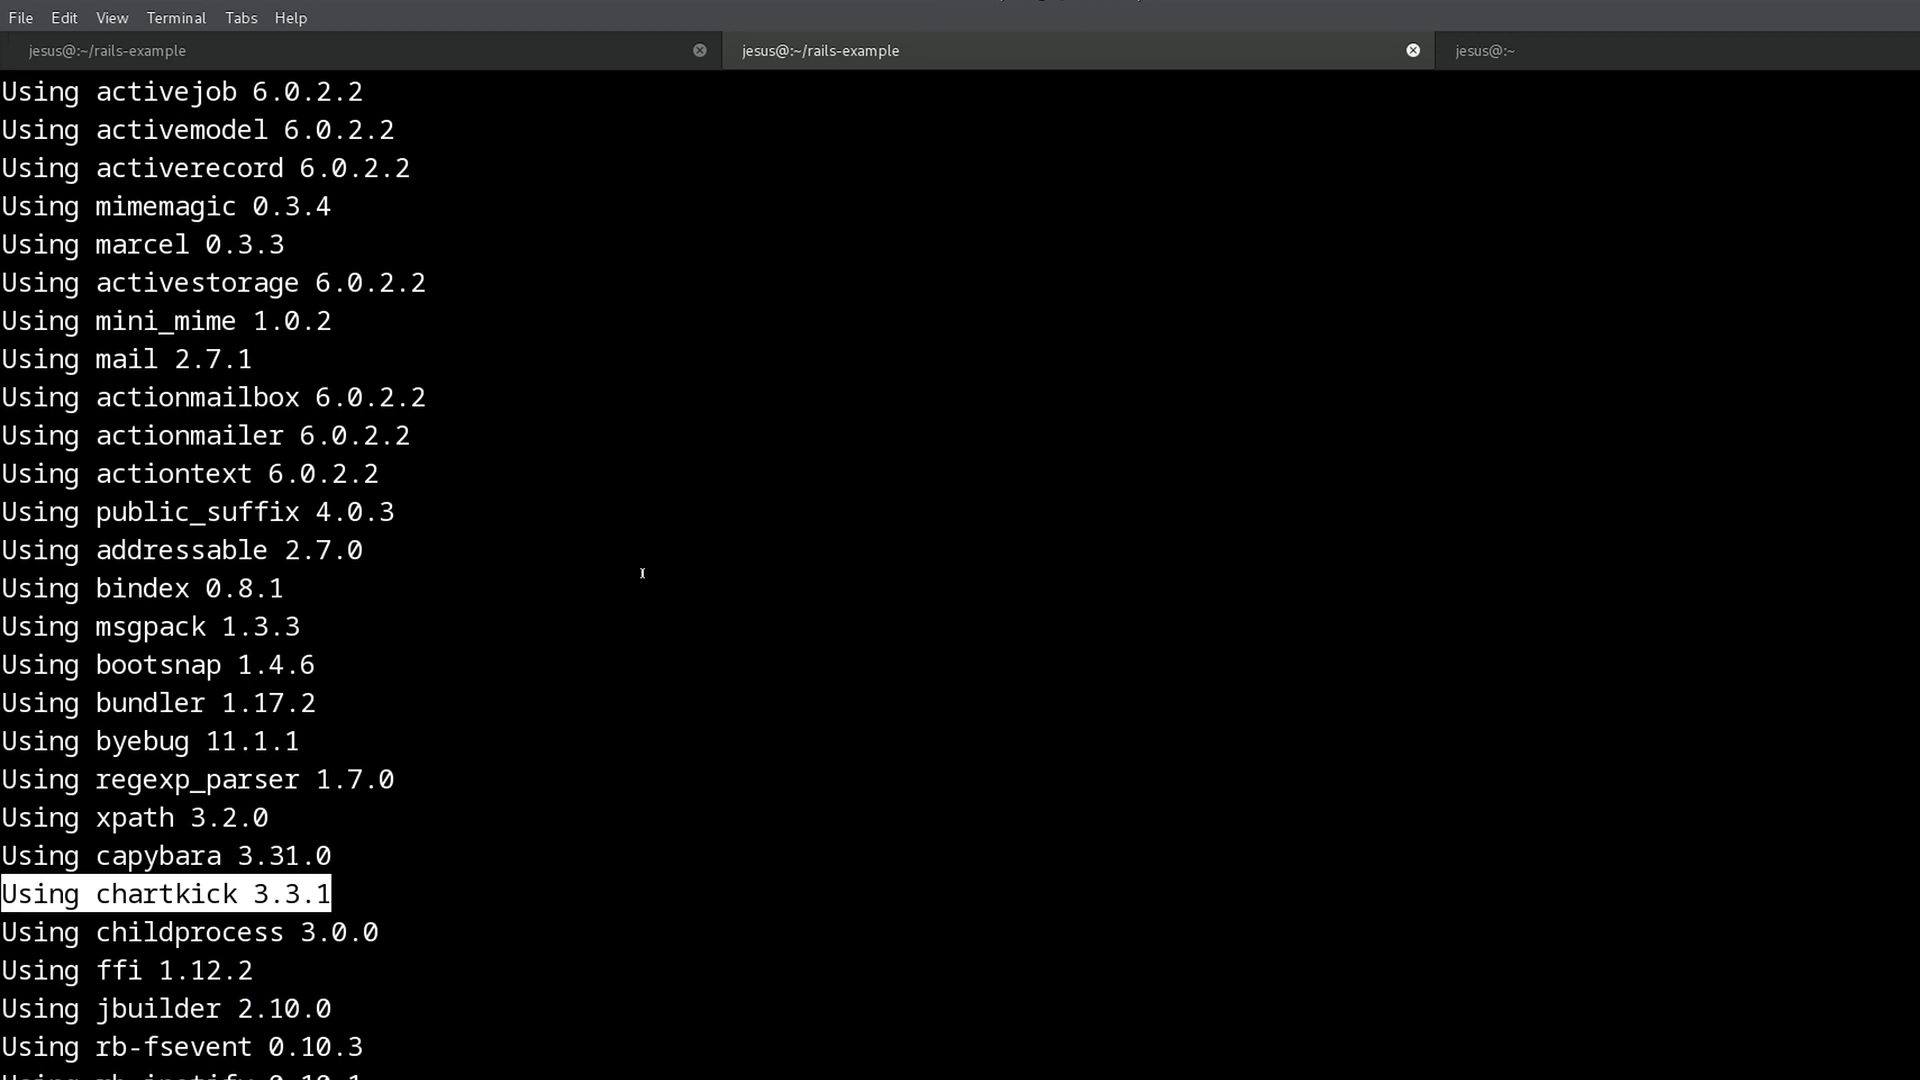 File Edit View Terminal Tabs Help
jesus@:~/rails-example jesus@:~/rails-example jesus@:~
Using activejob 6.0.2.2
Using activemodel 6.0.2.2
Using activerecord 6.0.2.2
Using mimemagic 0.3.4
Using marcel 0.3.3
Using activestorage 6.0.2.2
Using mini_mime 1.0.2
Using mail 2.7.1
Using actionmailbox 6.0.2.2
Using actionmailer 6.0.2.2
Using actiontext 6.0.2.2
Using public_suffix 4.0.3
Using addressable 2.7.0
Using bindex 0.8.1
Using msgpack 1.3.3
Using bootsnap 1.4.6
Using bundler 1.17.2
Using byebug 11.1.1
Using regexp_parser 1.7.0
Using xpath 3.2.0
Using capybara 3.31.0
Using chartkick 3.3.1
Using childprocess 3.0.0
Using ffi 1.12.2
Using jbuilder 2.10.0
Using rb-fsevent 0.10.3